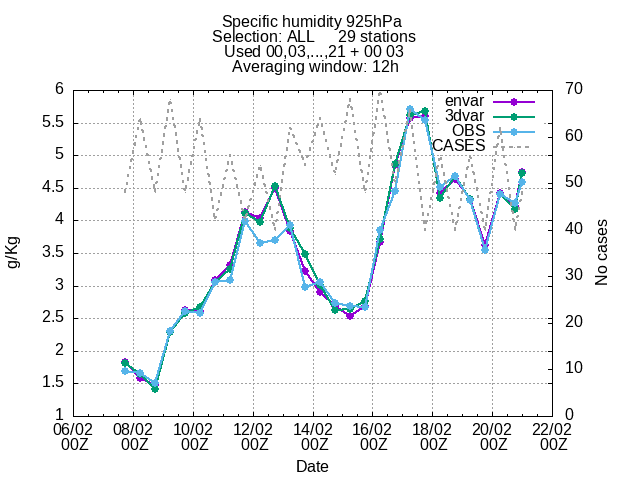 Specific humidity 925hPa
Selection: ALL 29 stations
Used 00,03,...,21 + 00 03
Averaging window: 12h
envar
3dvar
OBS
CASES
6
5.5
5
4.5
4
3.5
3
2.5
2
1.5
1
70
60
50
40
30
20
10
0
g/Kg
No cases
06/02 08/02 10/02 12/02 14/02 16/02 18/02 20/02 22/02
00Z 00Z 00Z 00Z 00Z 00Z 00Z 00Z 00Z
Date